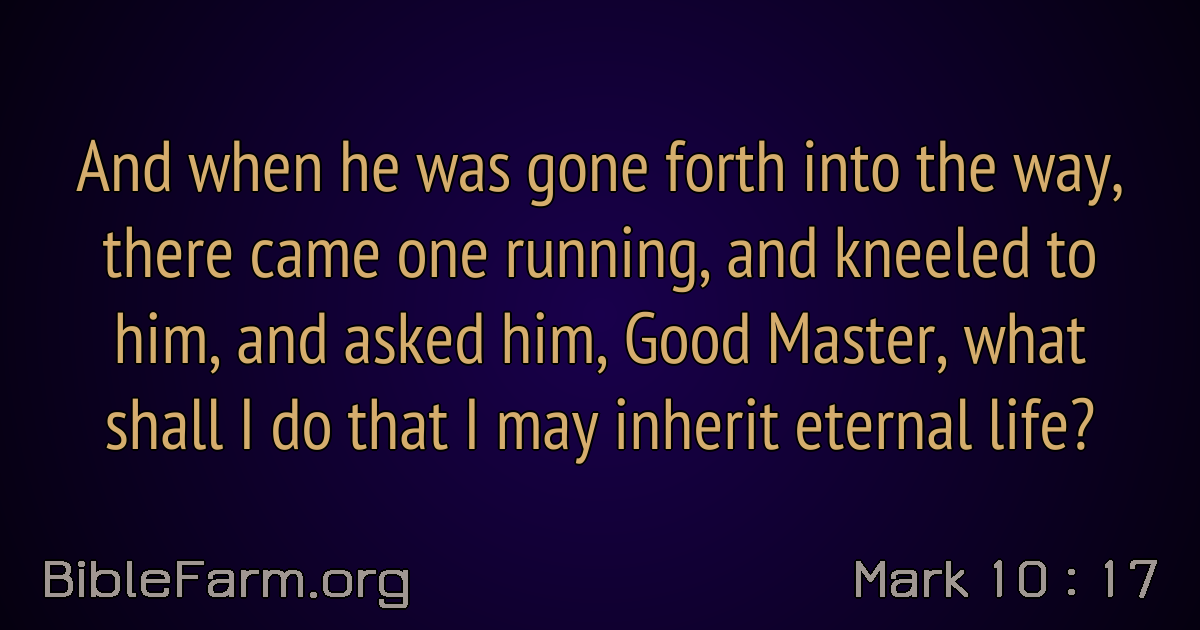 And when he was gone forth into the way,
there came one running, and kneeled to
him, and asked him, Good Master, what
shall I do that I may inherit eternal life?
BibleFarm.org
Mark 10 : 17